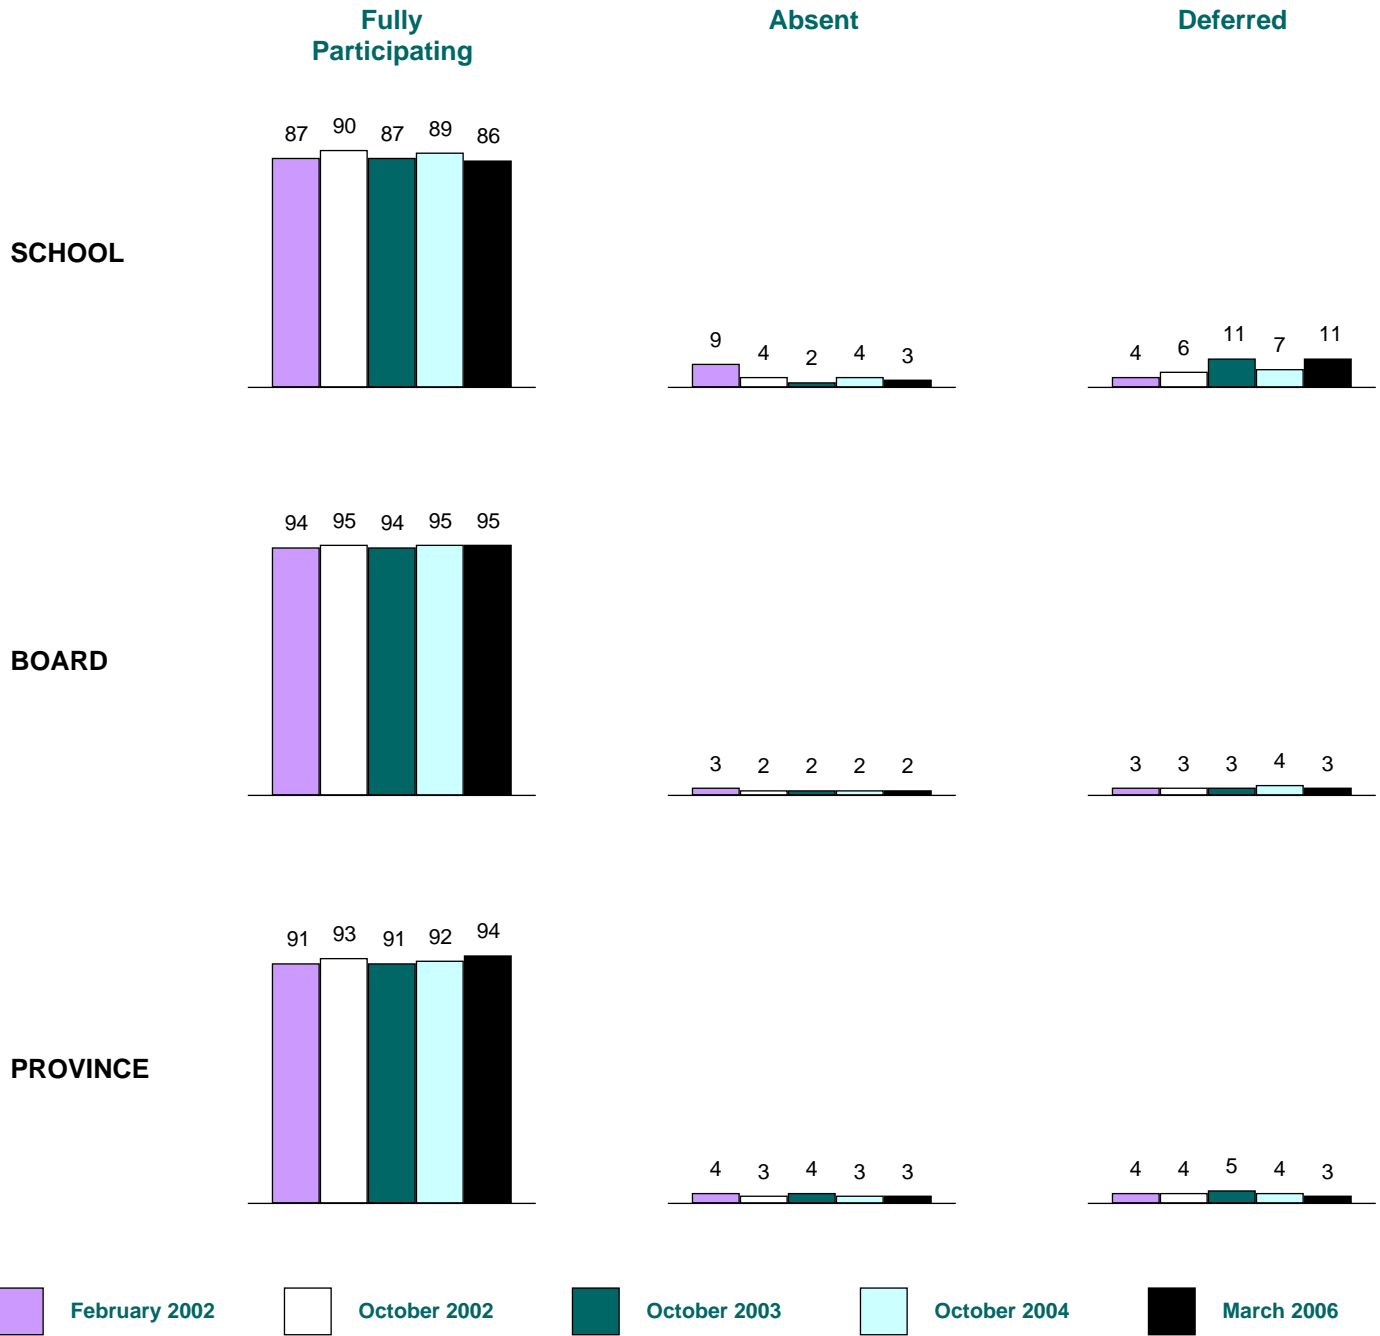 Fully
Participating
Absent
Deferred
SCHOOL
87 90 87 89 86
9 4 2 4 3
4 6 11 7 11
BOARD
94 95 94 95 95
3 2 2 2 2
3 3 3 4 3
PROVINCE
91 93 91 92 94
4 3 4 3 3
4 4 5 4 3
February 2002 October 2002 October 2003 October 2004 March 2006